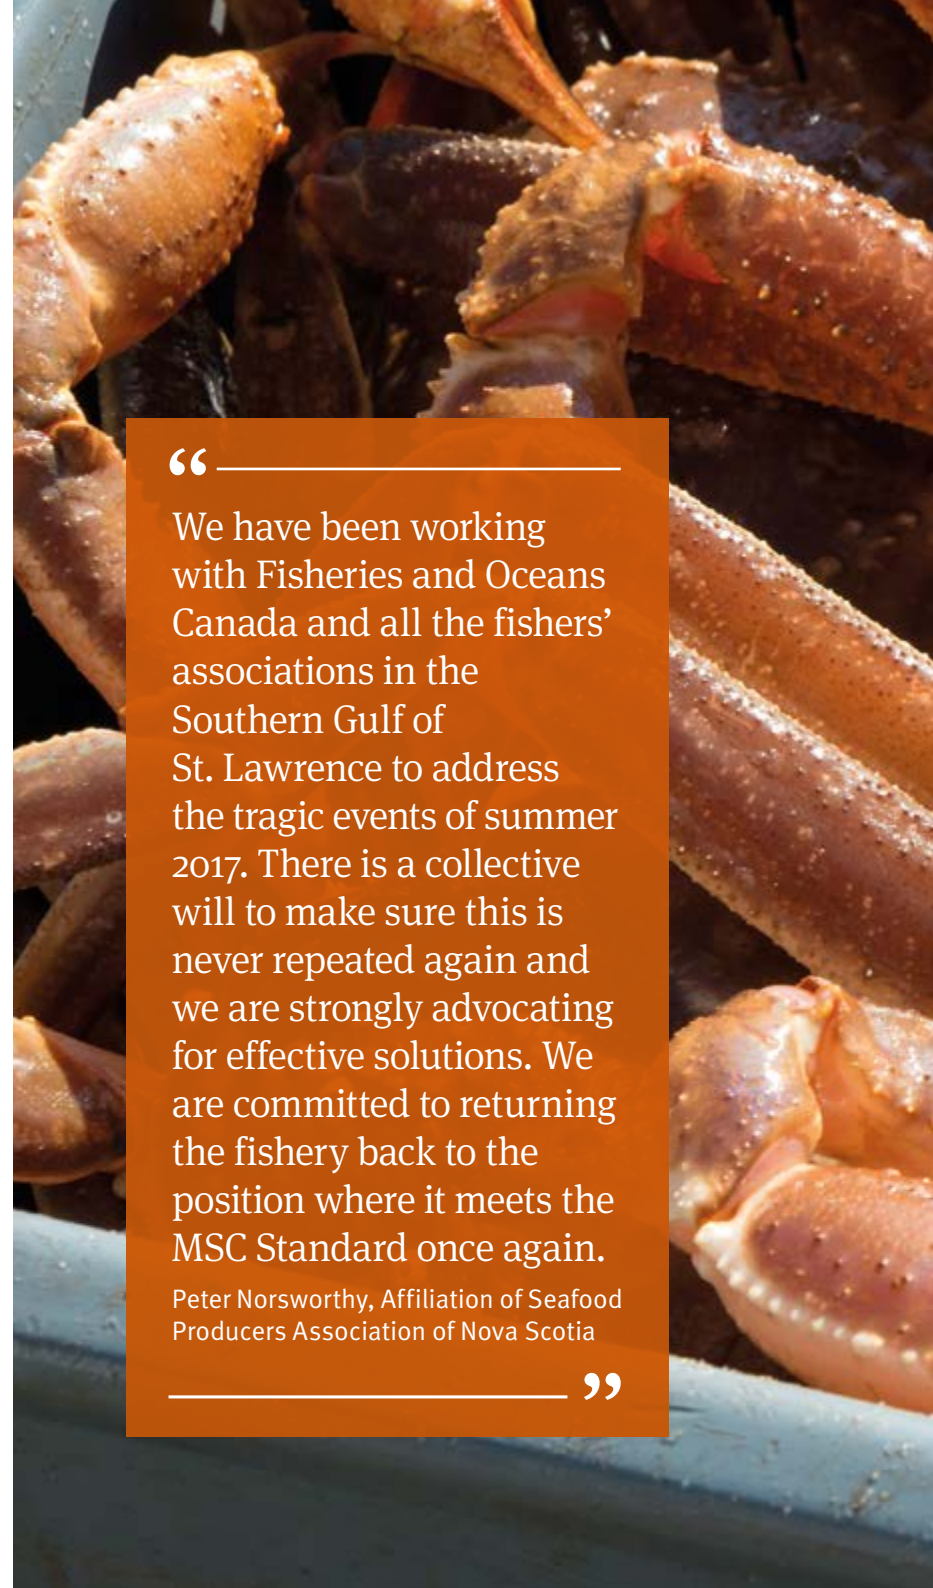 “
We have been working
with Fisheries and Oceans
Canada and all the fishers’
associations in the
Southern Gulf of
St. Lawrence to address
the tragic events of summer
2017. There is a collective
will to make sure this is
never repeated again and
we are strongly advocating
for effective solutions. We
are committed to returning
the fishery back to the
position where it meets the
MSC Standard once again.
Peter Norsworthy, Affiliation of Seafood
Producers Association of Nova Scotia
”